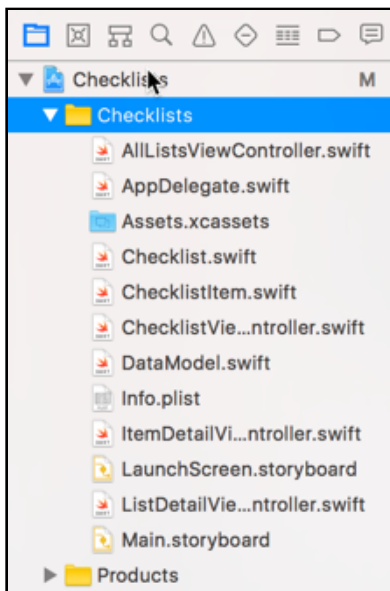 Checklists M
Checklists
AllListsViewController.swift
AppDelegate.swift
Assets.xcassets
Checklist.swift
ChecklistItem.swift
ChecklistVie...ntroller.swift
DataModel.swift
Info.plist
ItemDetailVi...ntroller.swift
LaunchScreen.storyboard
ListDetailVie...ntroller.swift
Main.storyboard
Products